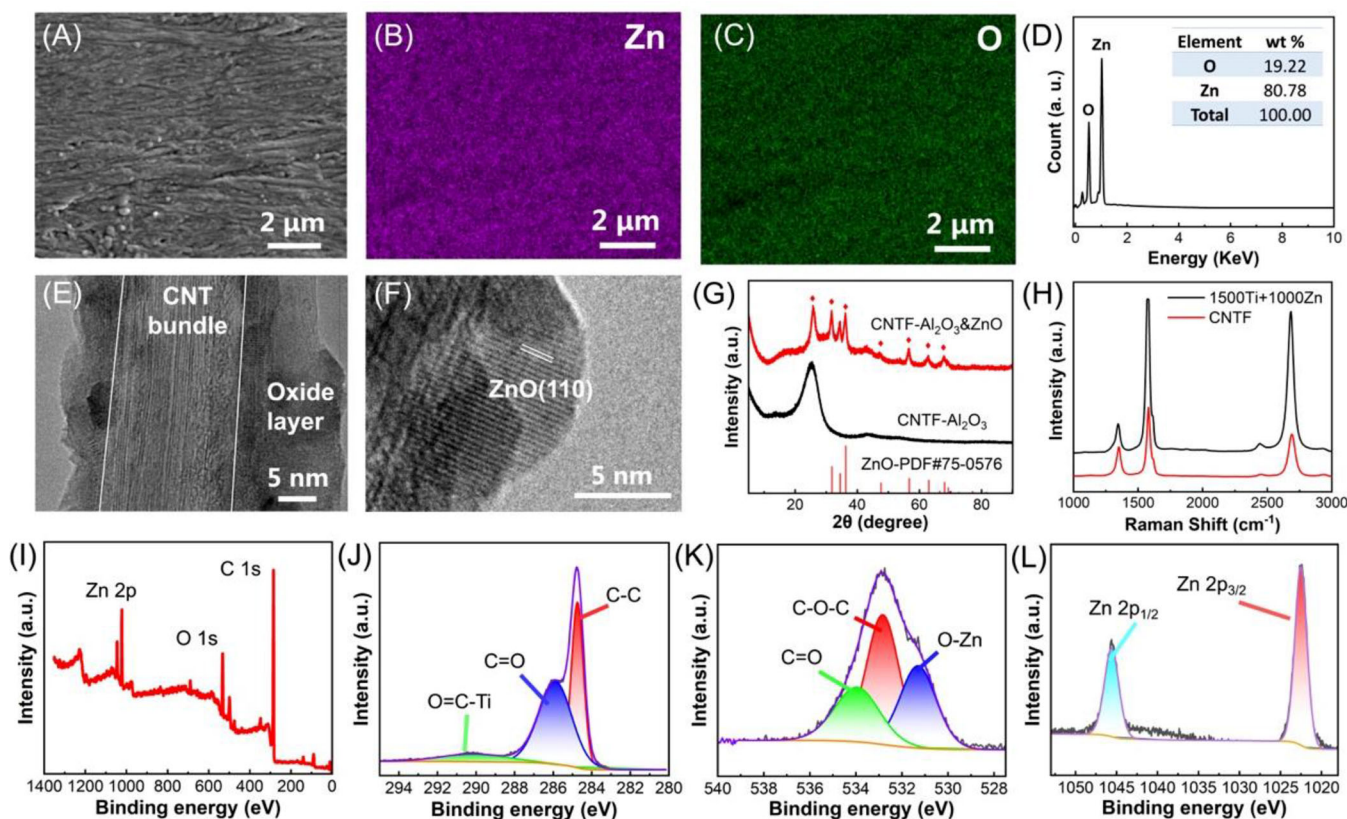 (A)
2 μm
(B)
Zn
2 μm
(C)
O
2 μm
(D)
Zn
O
Element wt %
O 19.22
Zn 80.78
Total 100.00
Count (a. u.)
0 2 4 6 8 10
Energy (KeV)
(E)
CNT
bundle
Oxide
layer
5 nm
(F)
ZnO(110)
5 nm
(G)
CNTF-Al₂O₃&ZnO
CNTF-Al₂O₃
ZnO-PDF#75-0576
Intensity (a.u.)
20 40 60 80
2θ (degree)
(H)
1500Ti+1000Zn
CNTF
Intensity (a.u.)
1000 1500 2000 2500 3000
Raman Shift (cm⁻¹)
(I)
Zn 2p
O 1s
C 1s
Intensity (a.u.)
1400 1200 1000 800 600 400 200 0
Binding energy (eV)
(J)
C-C
C=O
O=C-Ti
Intensity (a.u.)
294 292 290 288 286 284 282 280
Binding energy (eV)
(K)
C-O-C
C=O
O-Zn
Intensity (a.u.)
540 538 536 534 532 530 528
Binding energy (eV)
(L)
Zn 2p₁/₂
Zn 2p₃/₂
Intensity (a.u.)
1050 1045 1040 1035 1030 1025 1020
Binding energy (eV)